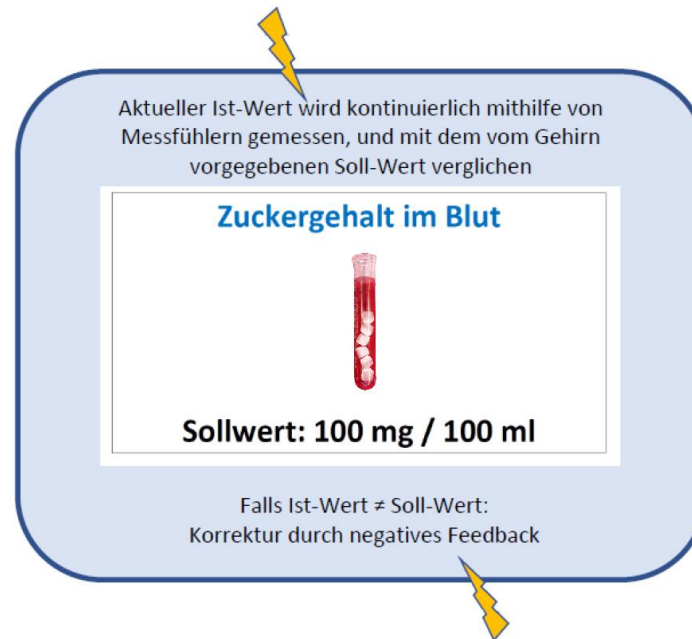 Aktueller Ist-Wert wird kontinuierlich mithilfe von
Messfühlern gemessen, und mit dem vom Gehirn
vorgegebenen Soll-Wert verglichen
Zuckergehalt im Blut
Sollwert: 100 mg / 100 ml
Falls Ist-Wert ≠ Soll-Wert:
Korrektur durch negatives Feedback